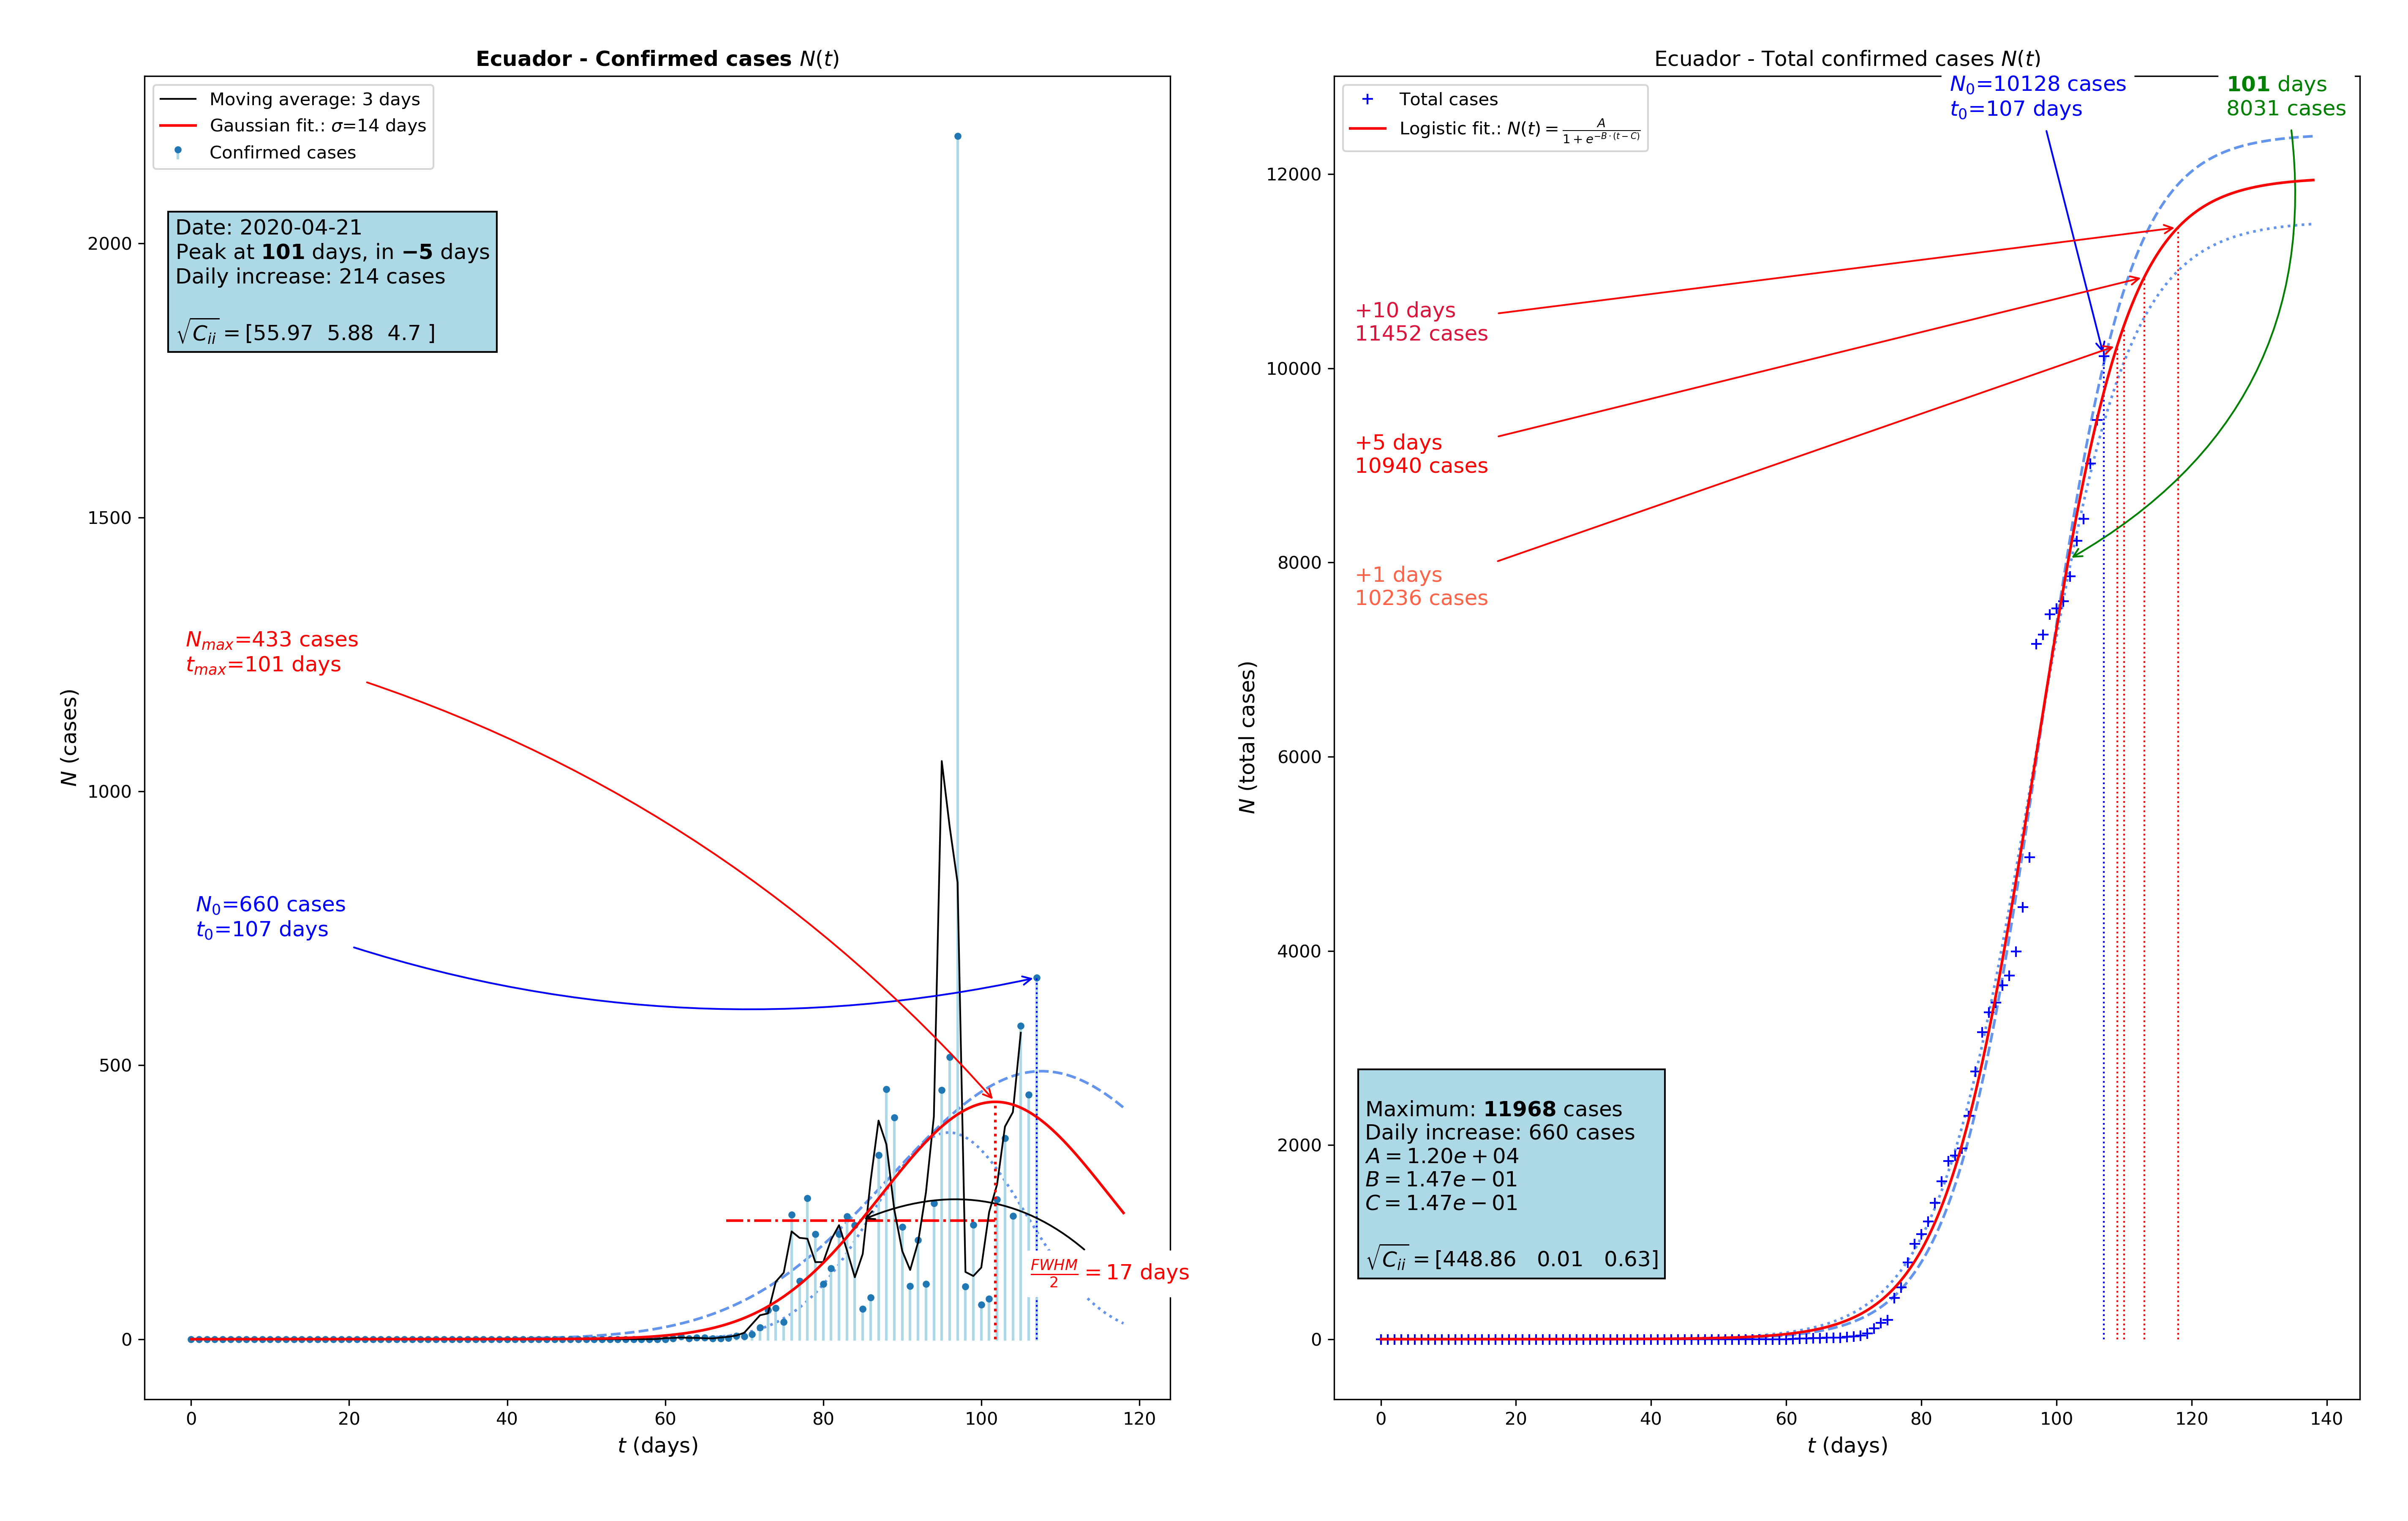 Ecuador - Confirmed cases N(t)
Moving average: 3 days
Gaussian fit.: σ=14 days
Confirmed cases
Date: 2020-04-21
Peak at 101 days, in −5 days
Daily increase: 214 cases
√C_ii = [55.97 5.88 4.7 ]
N_max=433 cases
t_max=101 days
N_0=660 cases
t_0=107 days
FWHM/2 = 17 days
N (cases)
2000
1500
1000
500
0
0 20 40 60 80 100 120
t (days)
Ecuador - Total confirmed cases N(t)
Total cases
Logistic fit.: N(t) = A/(1+e^{−B·(t−C)})
N_0=10128 cases
t_0=107 days
101 days
8031 cases
+10 days
11452 cases
+5 days
10940 cases
+1 days
10236 cases
Maximum: 11968 cases
Daily increase: 660 cases
A = 1.20e + 04
B = 1.47e − 01
C = 1.47e − 01
√C_ii = [448.86 0.01 0.63]
N (total cases)
12000
10000
8000
6000
4000
2000
0
0 20 40 60 80 100 120 140
t (days)